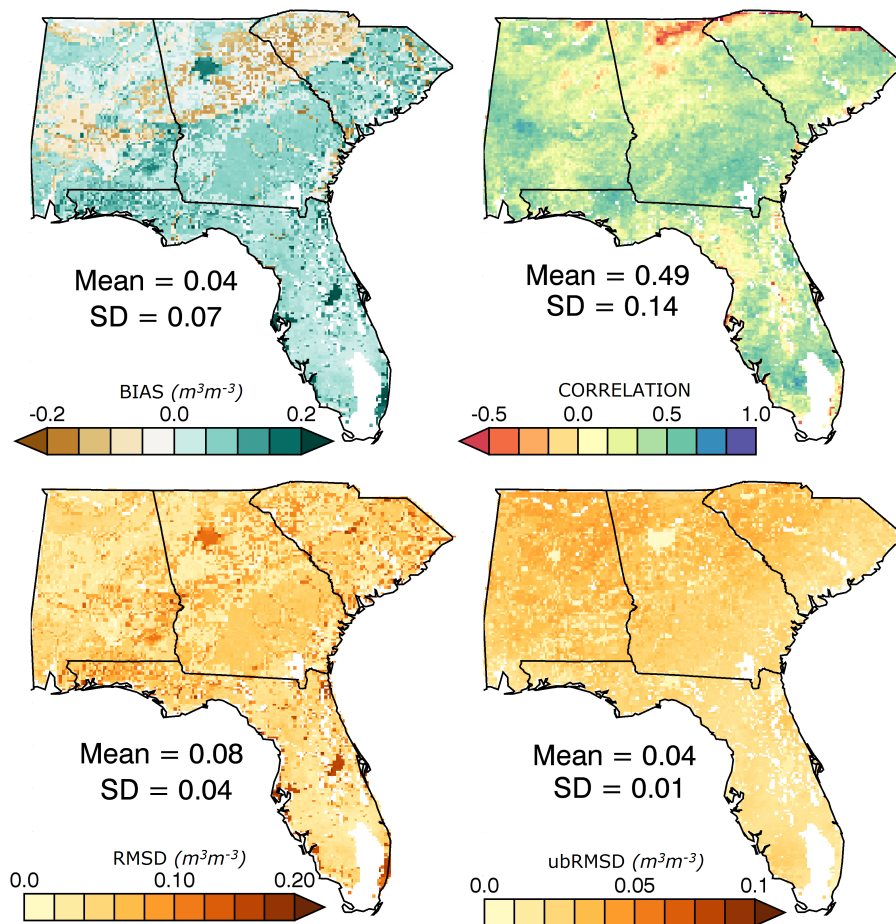 Mean = 0.04
SD = 0.07
BIAS (m³m⁻³)
-0.2 0.0 0.2
Mean = 0.49
SD = 0.14
CORRELATION
-0.5 0.0 0.5 1.0
Mean = 0.08
SD = 0.04
RMSD (m³m⁻³)
0.0 0.10 0.20
Mean = 0.04
SD = 0.01
ubRMSD (m³m⁻³)
0.0 0.05 0.1